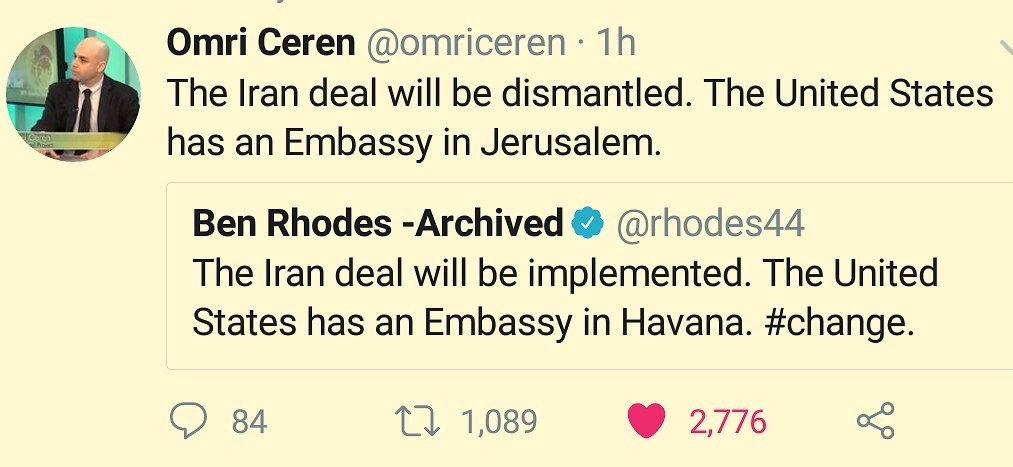 Omri Ceren @omriceren · 1h
The Iran deal will be dismantled. The United States
has an Embassy in Jerusalem.
Ben Rhodes -Archived @rhodes44
The Iran deal will be implemented. The United
States has an Embassy in Havana. #change.
84 1,089 2,776